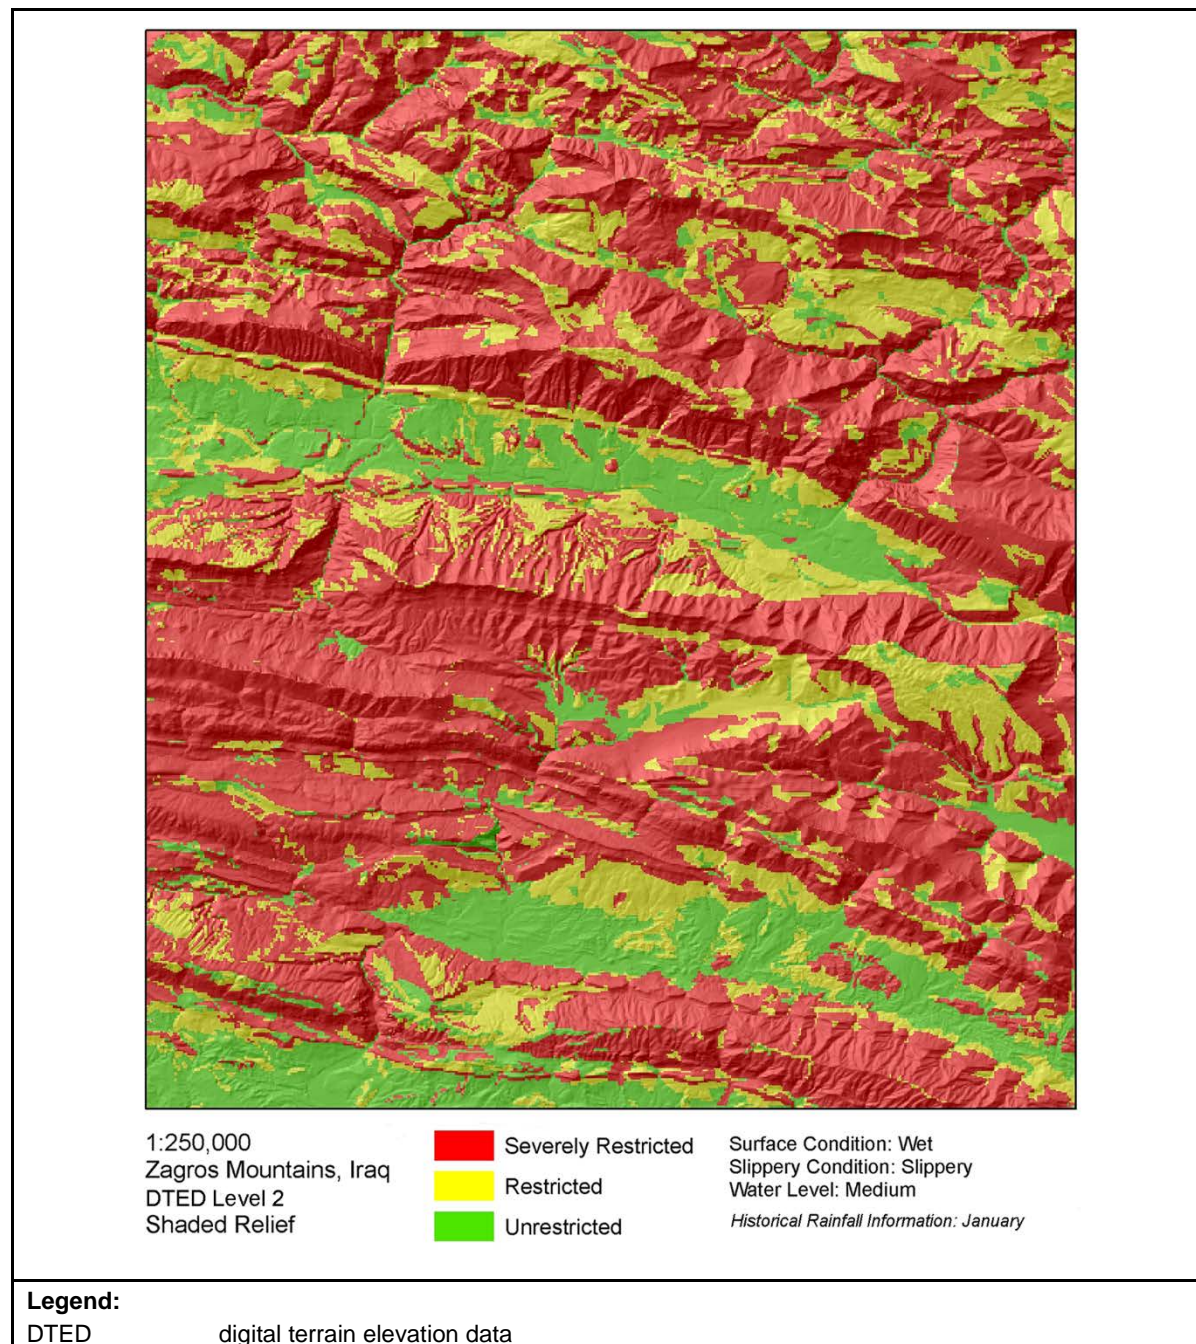 1:250,000
Zagros Mountains, Iraq
DTED Level 2
Shaded Relief
Severely Restricted
Restricted
Unrestricted
Surface Condition: Wet
Slippery Condition: Slippery
Water Level: Medium
Historical Rainfall Information: January
Legend:
DTED digital terrain elevation data